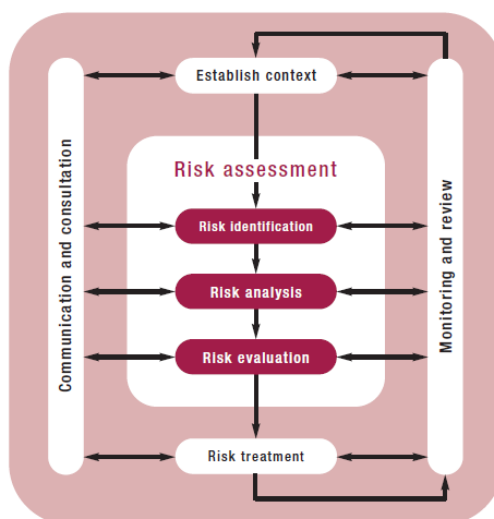 Establish context
Communication and consultation
Monitoring and review
Risk assessment
Risk identification
Risk analysis
Risk evaluation
Risk treatment